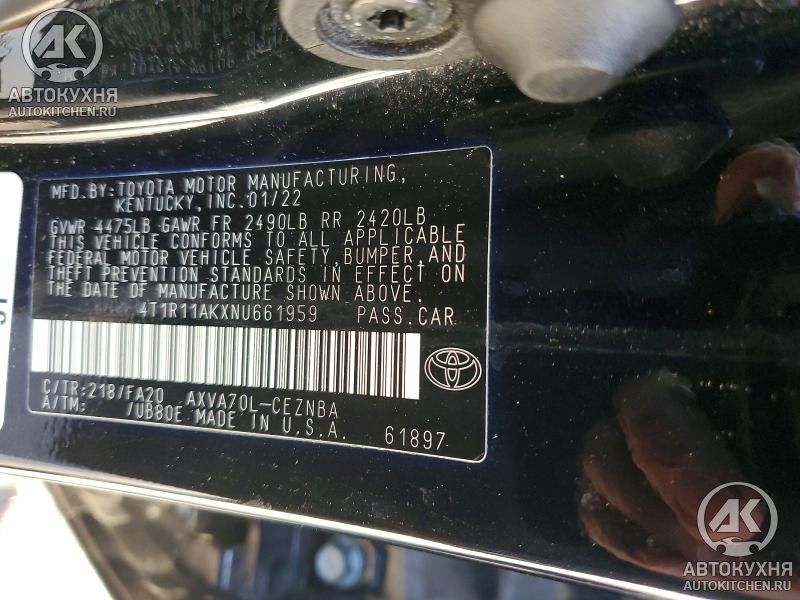 АВТОКУХНЯ
AUTOKITCHEN.RU
MFD.BY:TOYOTA MOTOR MANUFACTURING,
KENTUCKY, INC.01/22
GVWR 4475LB GAWR FR 2490LB RR 2420LB
THIS VEHICLE CONFORMS TO ALL APPLICABLE
FEDERAL MOTOR VEHICLE SAFETY, BUMPER, AND
THEFT PREVENTION STANDARDS IN EFFECT ON
THE DATE OF MANUFACTURE SHOWN ABOVE.
4T1R11AKXNU661959 PASS.CAR
C/TR:218/FA20 AXVA70L-CEZNBA
A/TM: /UB80E MADE IN U.S.A. 61897
АК
АВТОКУХНЯ
AUTOKITCHEN.RU